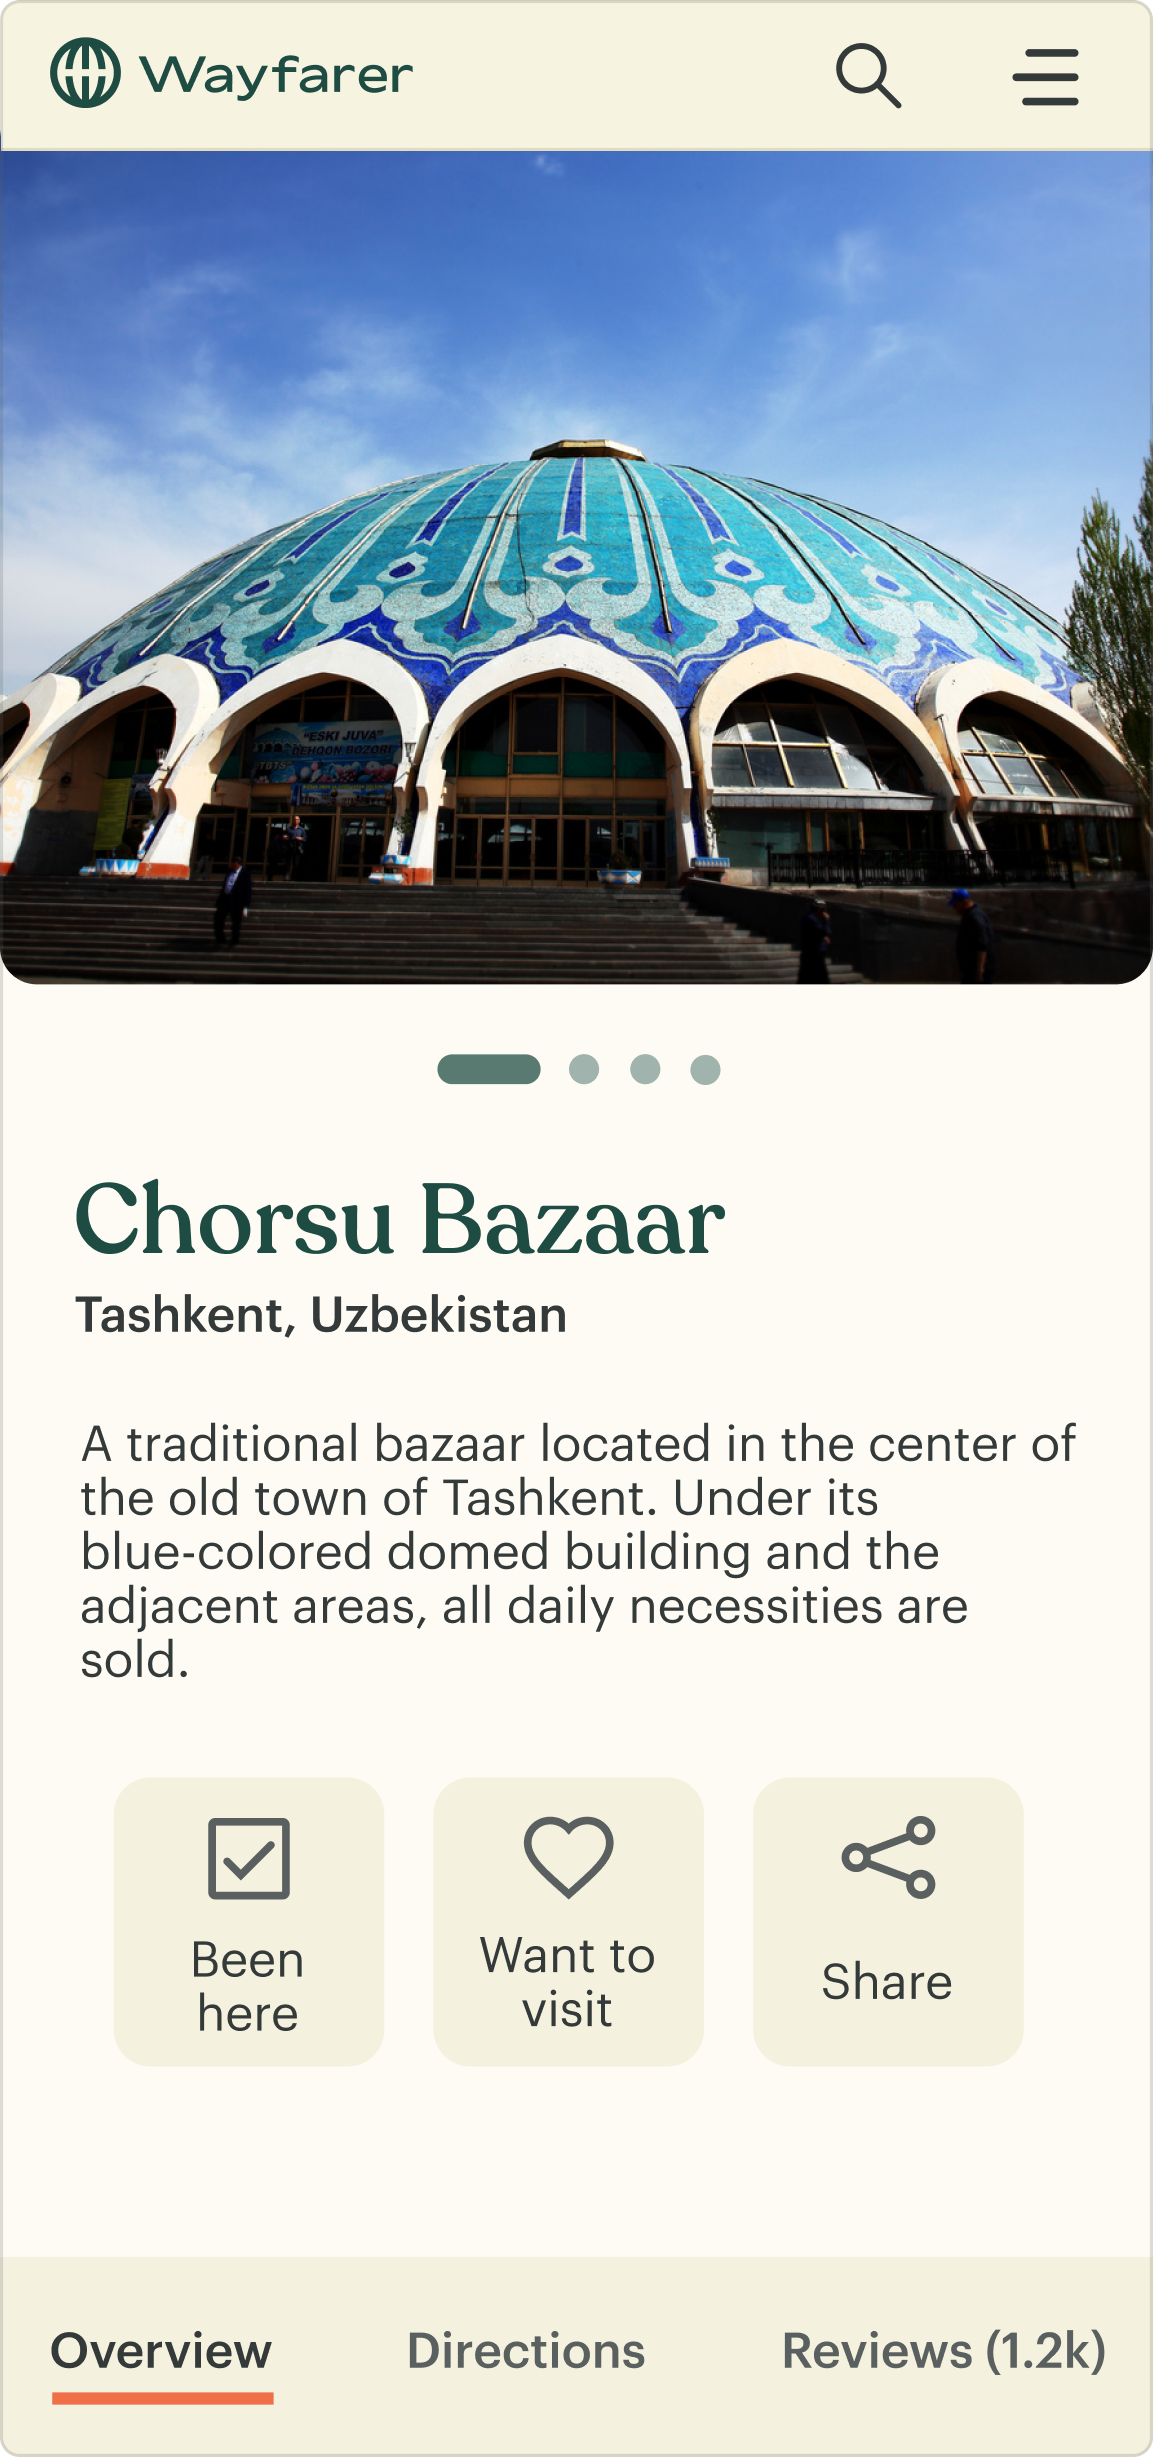 Wayfarer
"ESKI JUVA"
DEHQON BOZORI
Chorsu Bazaar
Tashkent, Uzbekistan
A traditional bazaar located in the center of
the old town of Tashkent. Under its
blue-colored domed building and the
adjacent areas, all daily necessities are
sold.
Been
here
Want to
visit
Share
Overview
Directions
Reviews (1.2k)